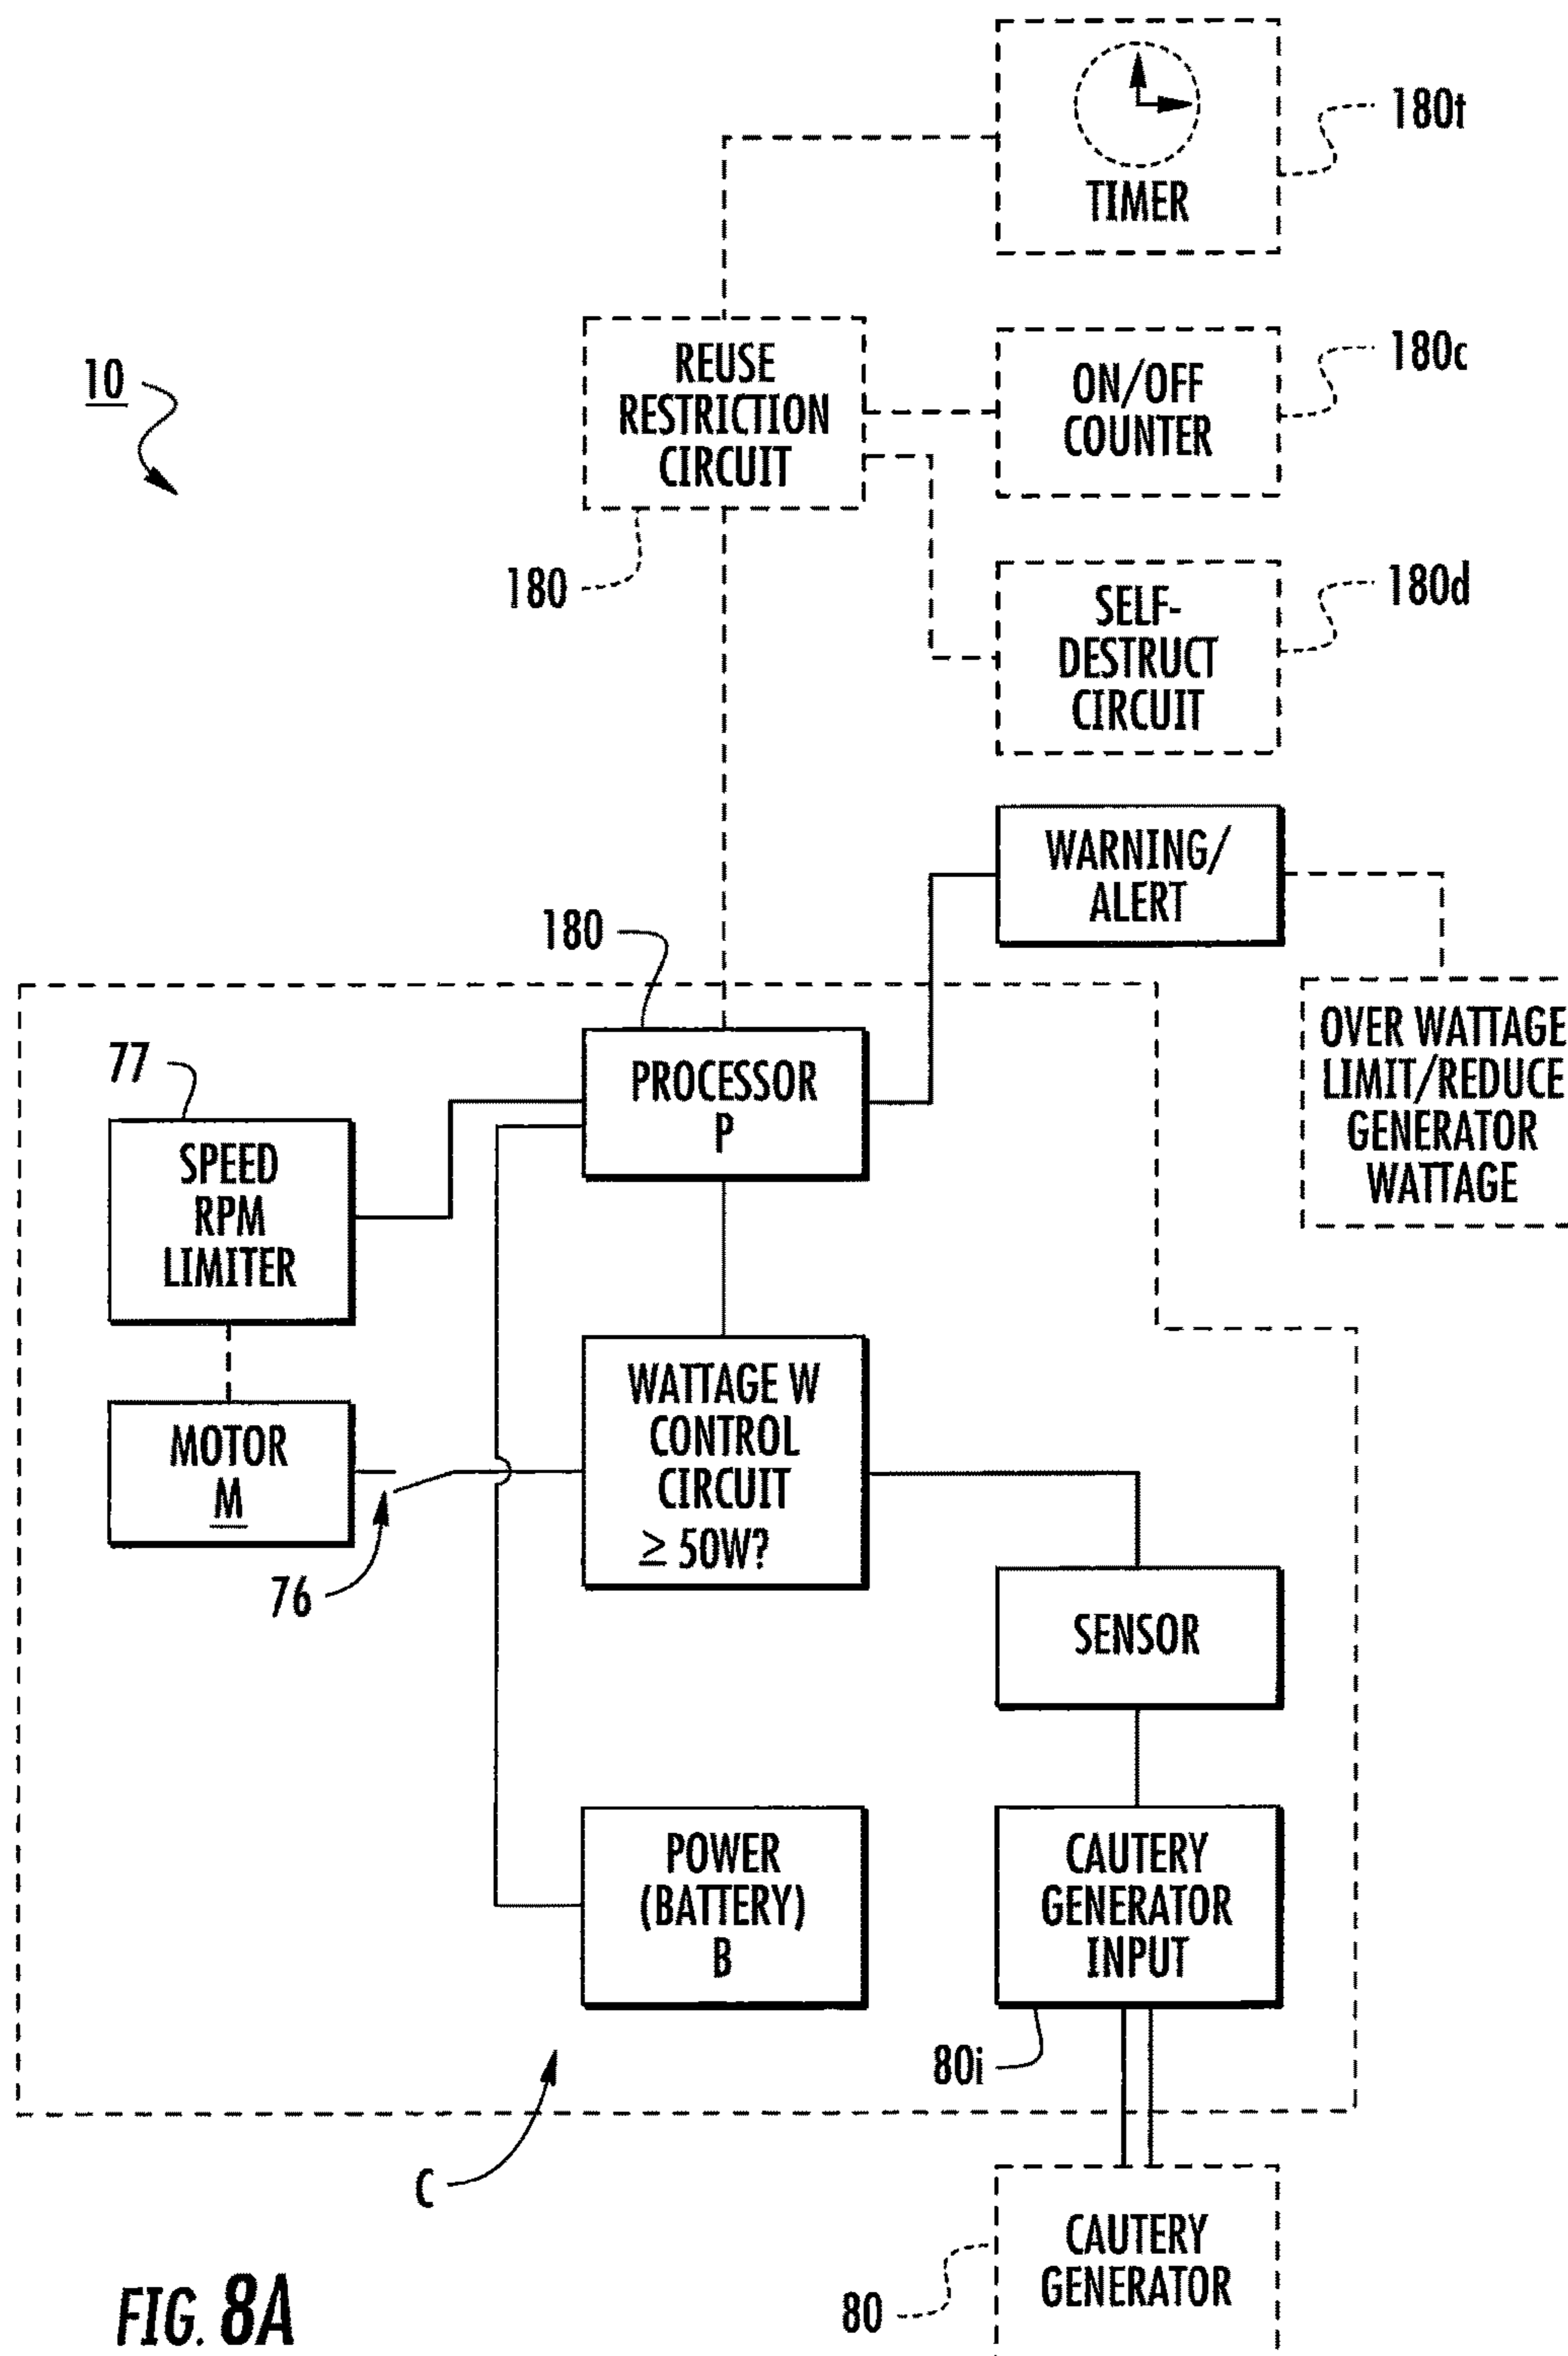 180t
TIMER
10
REUSE
RESTRICTION
CIRCUIT
180
ON/OFF
COUNTER
180c
SELF-
DESTRUCT
CIRCUIT
180d
WARNING/
ALERT
OVER WATTAGE
LIMIT/REDUCE
GENERATOR
WATTAGE
180
PROCESSOR
P
77
SPEED
RPM
LIMITER
MOTOR
M
76
WATTAGE W
CONTROL
CIRCUIT
≥ 50W?
SENSOR
POWER
(BATTERY)
B
CAUTERY
GENERATOR
INPUT
80i
C
CAUTERY
GENERATOR
80
FIG. 8A